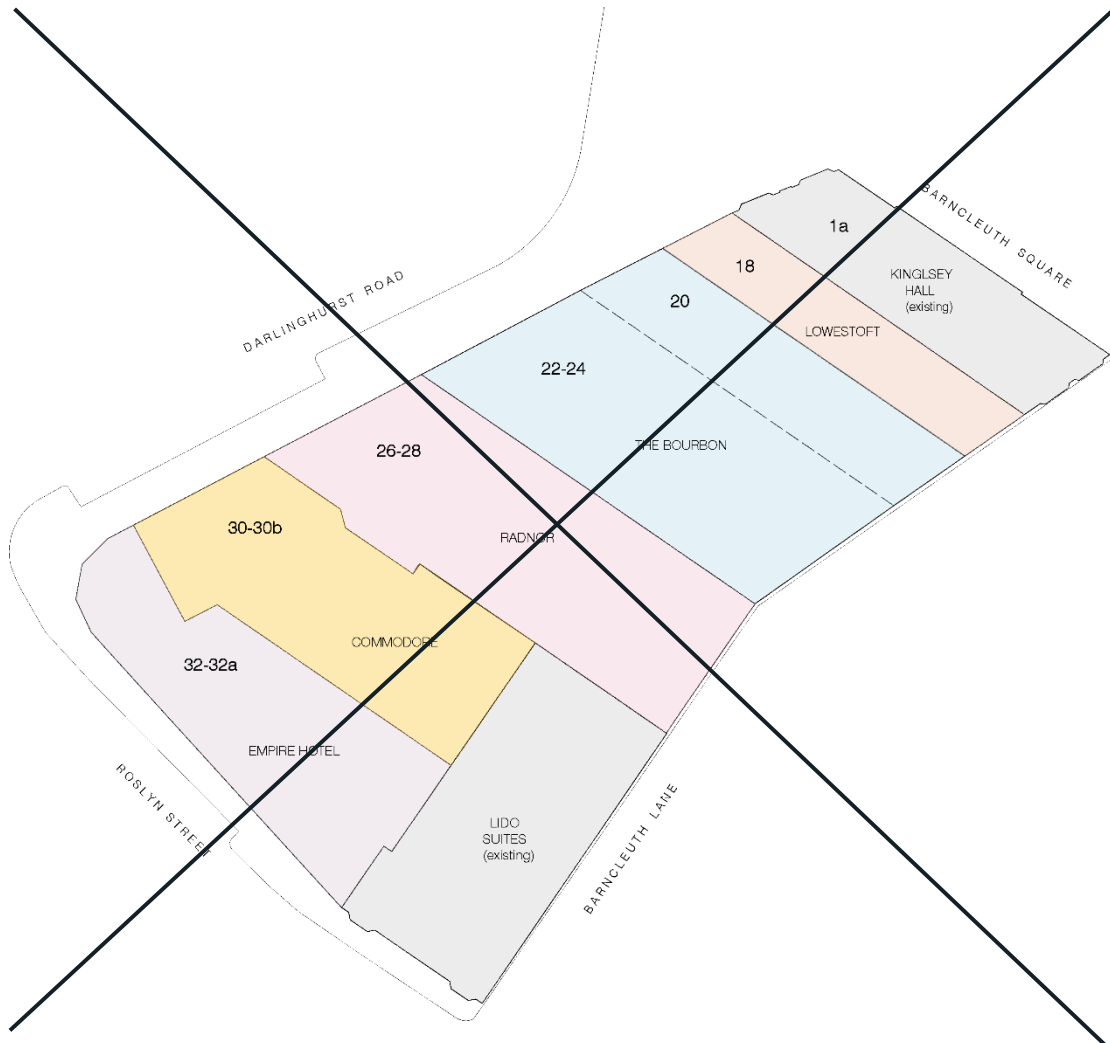 BARNCLEUTH SQUARE
1a
KINGLSEY
HALL
(existing)
18
LOWESTOFT
20
DARLINGHURST ROAD
22-24
THE BOURBON
26-28
RADNOR
30-30b
COMMODORE
32-32a
EMPIRE HOTEL
ROSLYN STREET
LIDO
SUITES
(existing)
BARNCLEUTH LANE